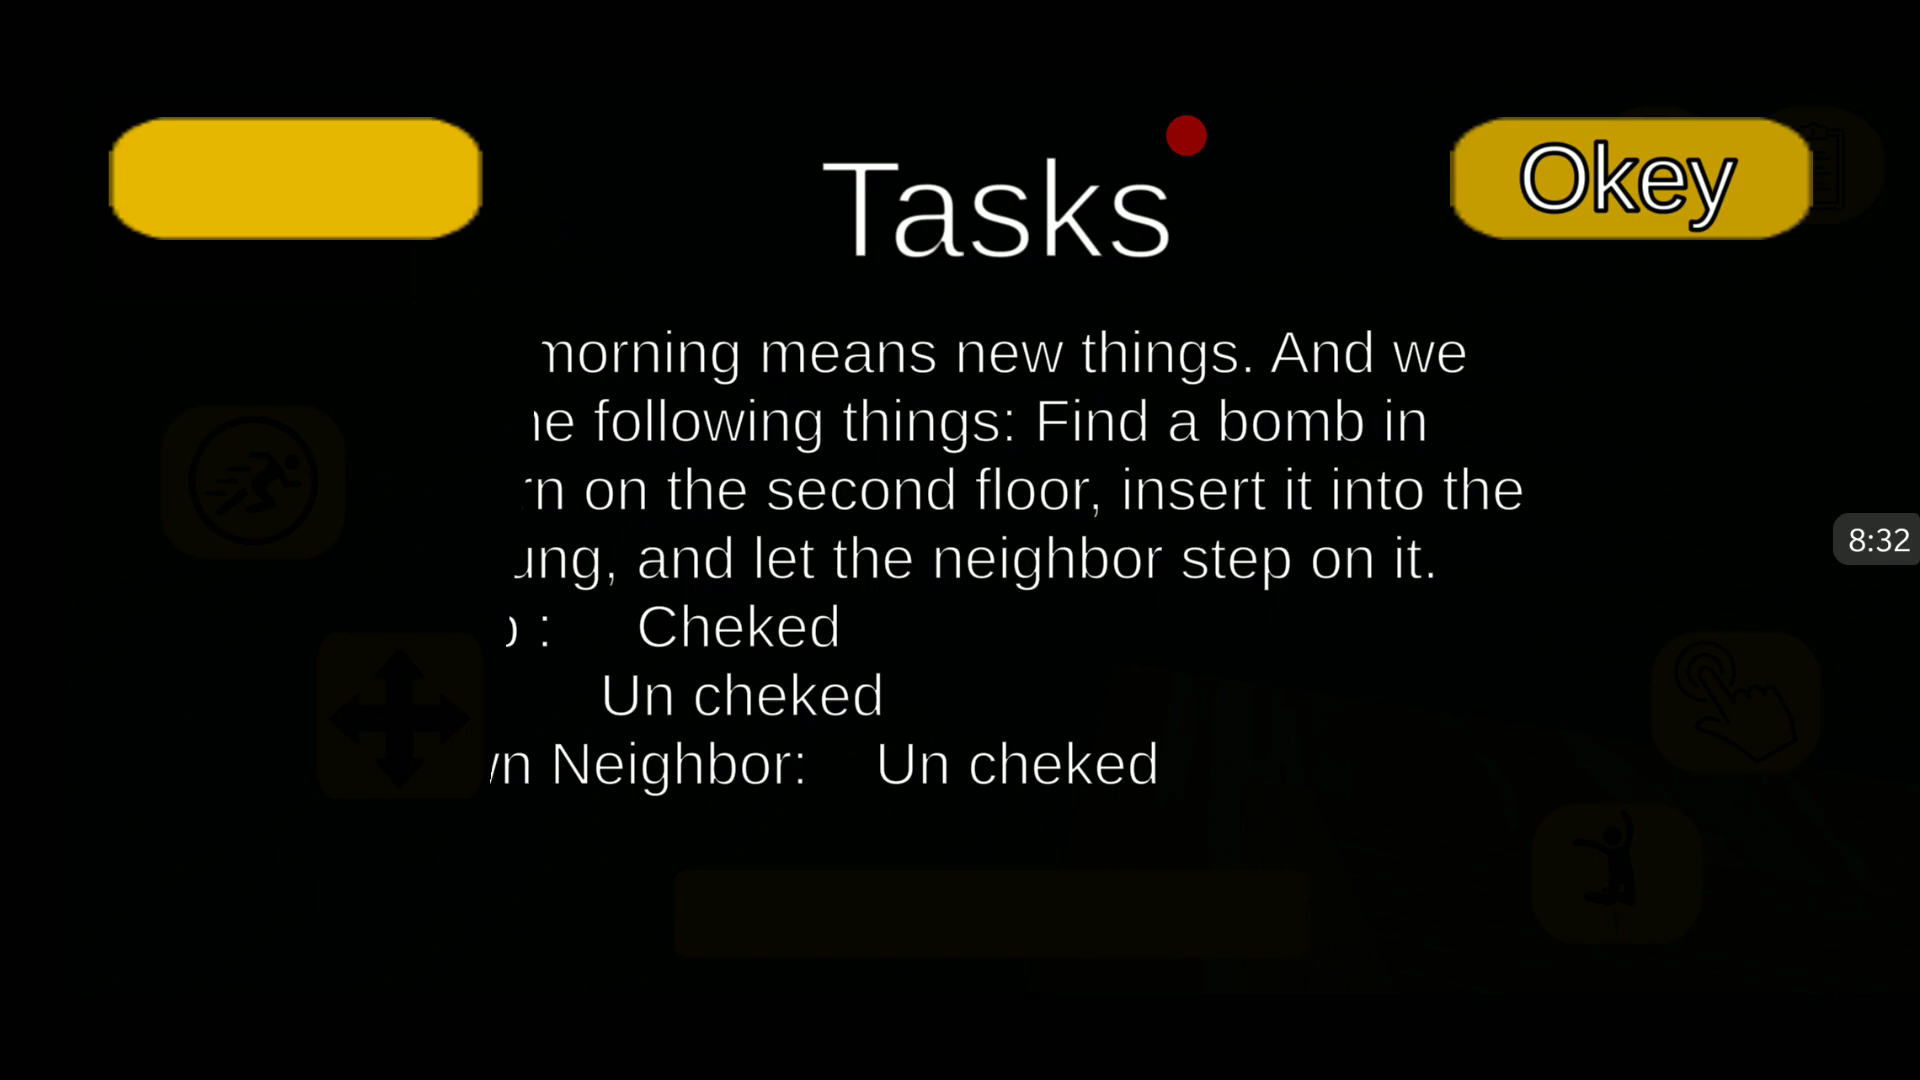 Tasks
Okey
morning means new things. And we
following things: Find a bomb in
on the second floor, insert it into the
and let the neighbor step on it.
: Cheked
Un cheked
Neighbor: Un cheked
8:32